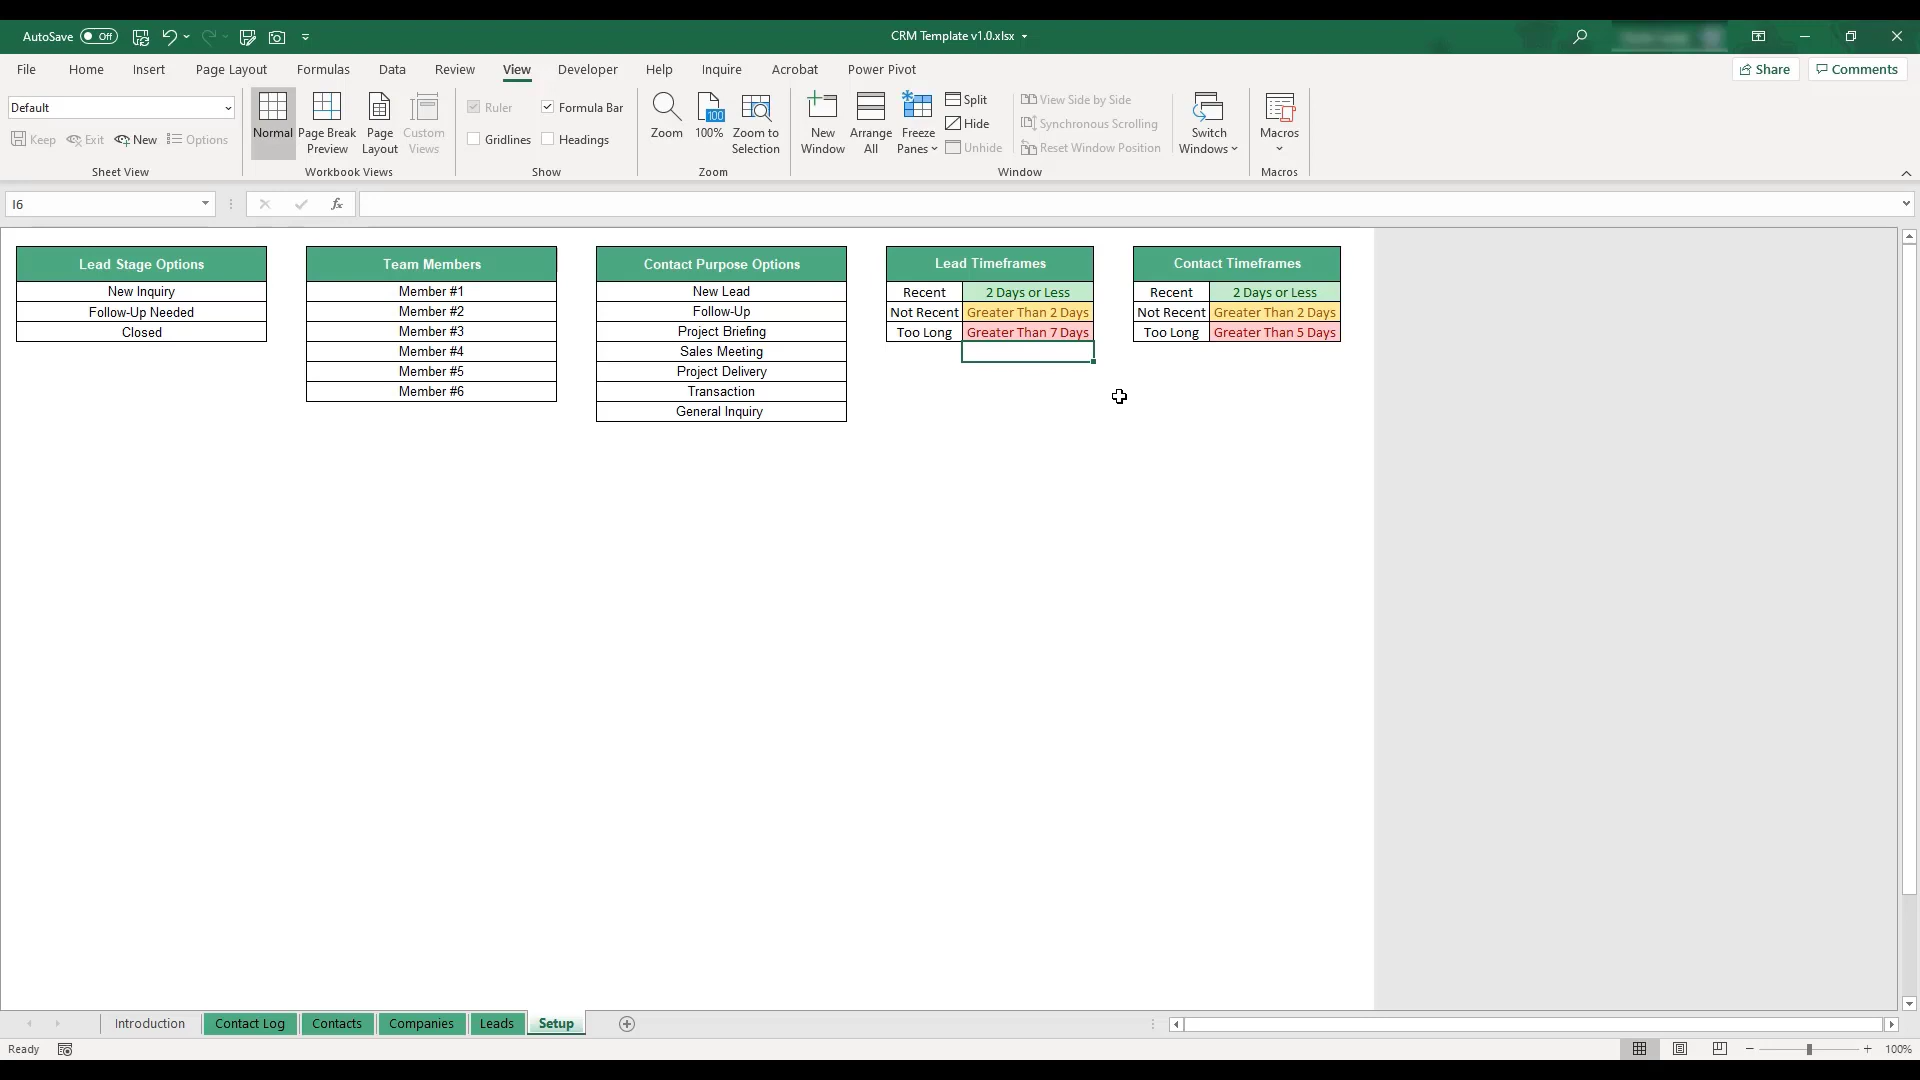 AutoSave Off
CRM Template v1.0.xlsx
File Home Insert Page Layout Formulas Data Review View Developer Help Inquire Acrobat Power Pivot Share Comments
Default
Keep Exit New Options
Sheet View
Normal Page Break Preview Page Layout Custom Views
Workbook Views
Ruler Formula Bar
Gridlines Headings
Show
Zoom 100 100% Zoom to Selection
Zoom
New Window Arrange All Freeze Panes
Split
Hide
Unhide
View Side by Side
Synchronous Scrolling
Reset Window Position
Switch Windows
Window
Macros
Macros
I6
fx
Lead Stage Options
New Inquiry
Follow-Up Needed
Closed
Team Members
Member #1
Member #2
Member #3
Member #4
Member #5
Member #6
Contact Purpose Options
New Lead
Follow-Up
Project Briefing
Sales Meeting
Project Delivery
Transaction
General Inquiry
Lead Timeframes
Recent 2 Days or Less
Not Recent Greater Than 2 Days
Too Long Greater Than 7 Days
Contact Timeframes
Recent 2 Days or Less
Not Recent Greater Than 2 Days
Too Long Greater Than 5 Days
Introduction Contact Log Contacts Companies Leads Setup
Ready
100%